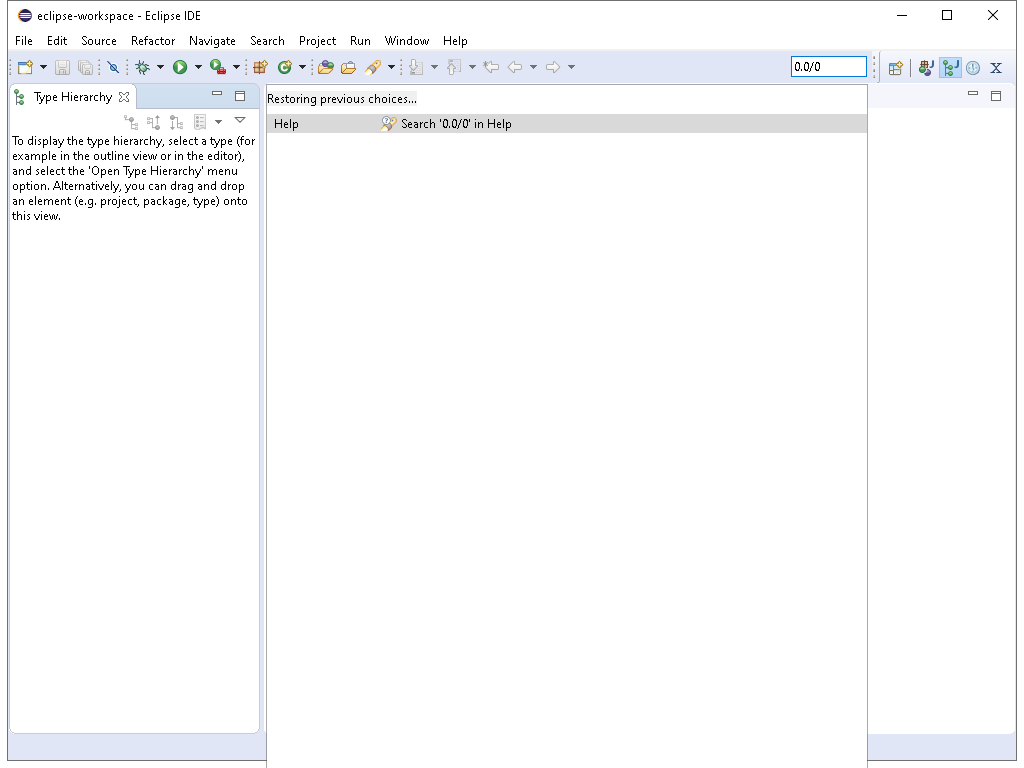 eclipse-workspace - Eclipse IDE
File Edit Source Refactor Navigate Search Project Run Window Help
0.0/0
X
Type Hierarchy
To display the type hierarchy, select a type (for
example in the outline view or in the editor),
and select the 'Open Type Hierarchy' menu
option. Alternatively, you can drag and drop
an element (e.g. project, package, type) onto
this view.
Restoring previous choices...
Help Search '0.0/0' in Help